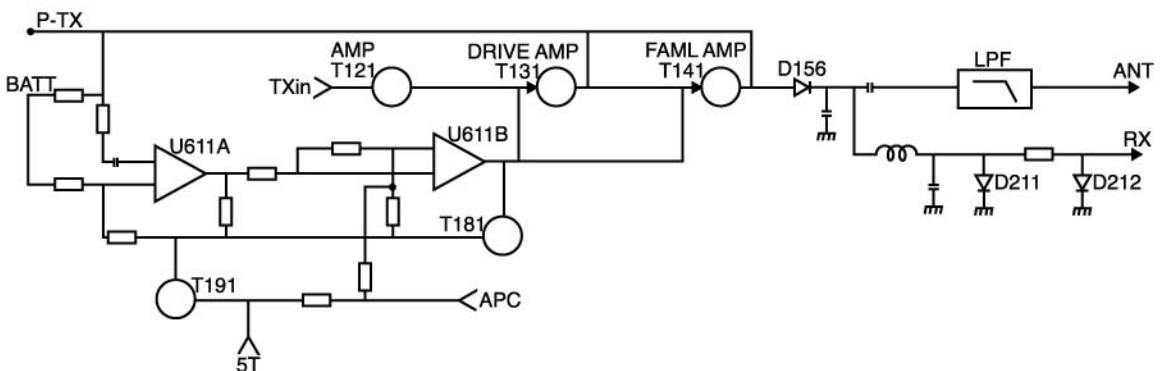 P-TX
AMP
T121
DRIVE AMP
T131
FAML AMP
T141
D156
LPF
ANT
BATT
TXin
U611A
U611B
RX
D211
D212
T181
T191
APC
5T